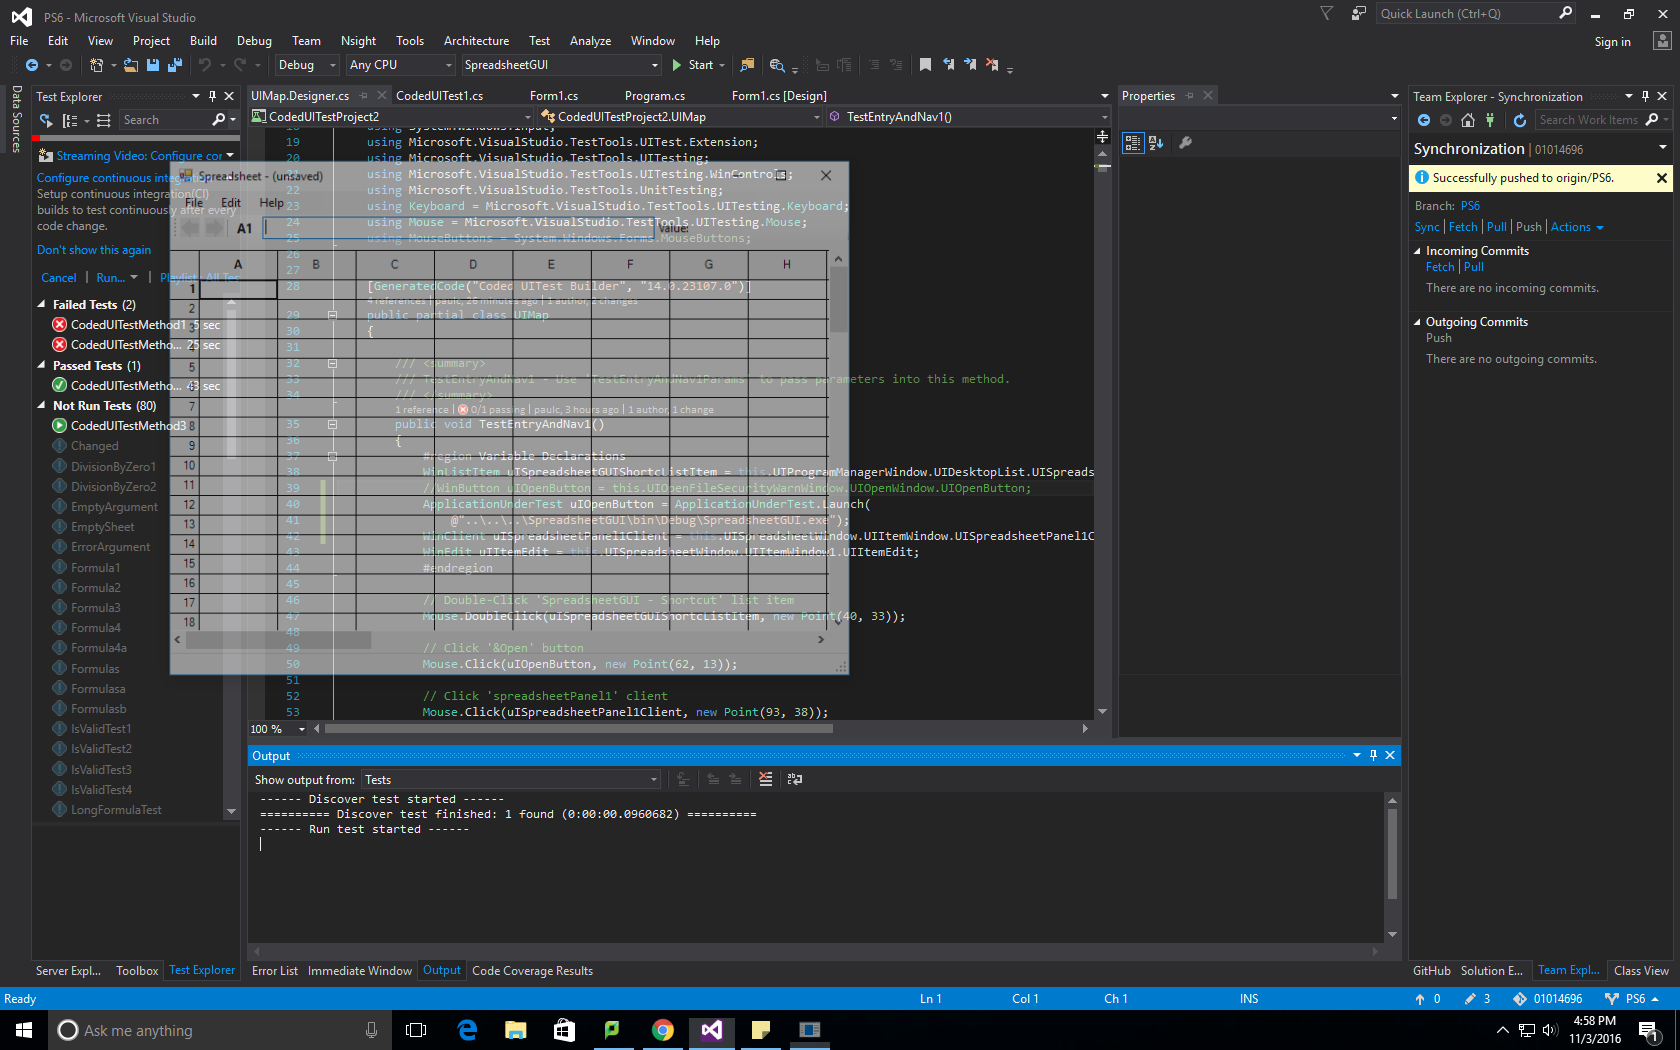 PS6 - Microsoft Visual Studio
Quick Launch (Ctrl+Q)
File Edit View Project Build Debug Team Nsight Tools Architecture Test Analyze Window Help
Sign in
Debug Any CPU SpreadsheetGUI Start
Data Sources
Test Explorer
Search
Streaming Video: Configure cor
Configure continuous integ
Setup continuous integration(CI)
builds to test continuously after every
code change.
Don't show this again
Cancel | Run... | Playlist: All Tes
Failed Tests (2)
CodedUITestMethod1 5 sec
CodedUITestMetho... 25 sec
Passed Tests (1)
CodedUITestMetho... 43 sec
Not Run Tests (80)
CodedUITestMethod3
Changed
DivisionByZero1
DivisionByZero2
EmptyArgument
EmptySheet
ErrorArgument
Formula1
Formula2
Formula3
Formula4
Formula4a
Formulas
Formulasa
Formulasb
IsValidTest1
IsValidTest2
IsValidTest3
IsValidTest4
LongFormulaTest
Server Expl... Toolbox Test Explorer
UIMap.Designer.cs CodedUITest1.cs Form1.cs Program.cs Form1.cs [Design]
CodedUITestProject2 CodedUITestProject2.UIMap TestEntryAndNav1()
18 using System.Windows.Input;
19 using Microsoft.VisualStudio.TestTools.UITest.Extension;
20 using Microsoft.VisualStudio.TestTools.UITesting;
21 using Microsoft.VisualStudio.TestTools.UITesting.WinControls;
22 using Microsoft.VisualStudio.TestTools.UnitTesting;
23 using Keyboard = Microsoft.VisualStudio.TestTools.UITesting.Keyboard;
24 using Mouse = Microsoft.VisualStudio.TestTools.UITesting.Mouse;
25 using MouseButtons = System.Windows.Forms.MouseButtons;
26
27
28 [GeneratedCode("Coded UITest Builder", "14.0.23107.0")]
4 references | paulc, 26 minutes ago | 1 author, 2 changes
29 public partial class UIMap
30 {
31
32 /// <summary>
33 /// TestEntryAndNav1 - Use 'TestEntryAndNav1Params' to pass parameters into this method.
34 /// </summary>
1 reference | 0/1 passing | paulc, 3 hours ago | 1 author, 1 change
35 public void TestEntryAndNav1()
36 {
37 #region Variable Declarations
38 WinListItem uISpreadsheetGUIShortcListItem = this.UIProgramManagerWindow.UIDesktopList.UISpreads
39 //WinButton uIOpenButton = this.UIOpenFileSecurityWarnWindow.UIOpenWindow.UIOpenButton;
40 ApplicationUnderTest uIOpenButton = ApplicationUnderTest.Launch(
41 @"..\..\..\SpreadsheetGUI\bin\Debug\SpreadsheetGUI.exe");
42 WinClient uISpreadsheetPanel1Client = this.UISpreadsheetWindow.UIItemWindow.UISpreadsheetPanel1C
43 WinEdit uIItemEdit = this.UISpreadsheetWindow.UIItemWindow1.UIItemEdit;
44 #endregion
45
46 // Double-Click 'SpreadsheetGUI - Shortcut' list item
47 Mouse.DoubleClick(uISpreadsheetGUIShortcListItem, new Point(40, 33));
48
49 // Click '&Open' button
50 Mouse.Click(uIOpenButton, new Point(62, 13));
51
52 // Click 'spreadsheetPanel1' client
53 Mouse.Click(uISpreadsheetPanel1Client, new Point(93, 38));
100 %
Spreadsheet - (unsaved)
File Edit Help
A1 Value:
A B C D E F G H
1
2
3
4
5
6
7
8
9
10
11
12
13
14
15
16
17
18
Output
Show output from: Tests
------ Discover test started ------
========== Discover test finished: 1 found (0:00:00.0960682) ==========
------ Run test started ------
Error List Immediate Window Output Code Coverage Results
Properties
Team Explorer - Synchronization
Search Work Items
Synchronization | 01014696
Successfully pushed to origin/PS6.
Branch: PS6
Sync | Fetch | Pull | Push | Actions
Incoming Commits
Fetch | Pull
There are no incoming commits.
Outgoing Commits
Push
There are no outgoing commits.
GitHub Solution E... Team Expl... Class View
Ready Ln 1 Col 1 Ch 1 INS 0 3 01014696 PS6
Ask me anything
4:58 PM
11/3/2016
1